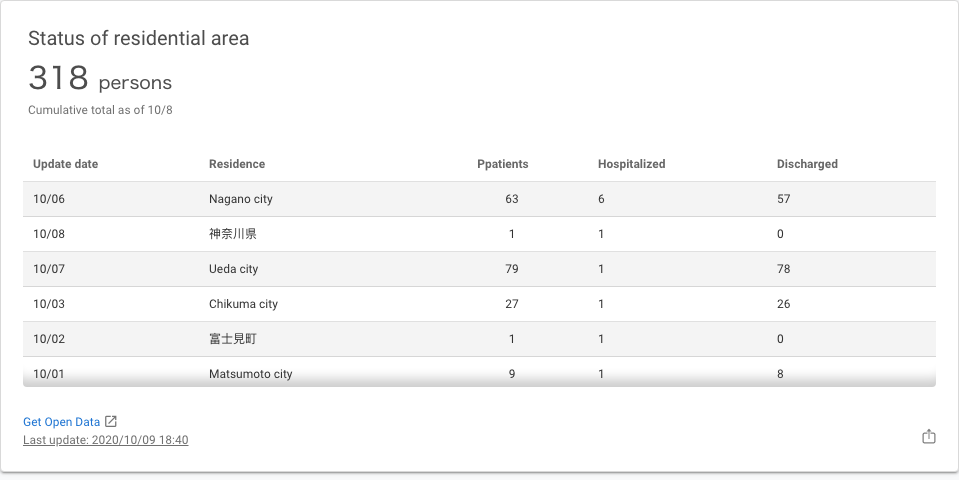 Status of residential area
318 persons
Cumulative total as of 10/8
Update date Residence Ppatients Hospitalized Discharged
10/06 Nagano city 63 6 57
10/08 神奈川県 1 1 0
10/07 Ueda city 79 1 78
10/03 Chikuma city 27 1 26
10/02 富士見町 1 1 0
10/01 Matsumoto city 9 1 8
Get Open Data
Last update: 2020/10/09 18:40